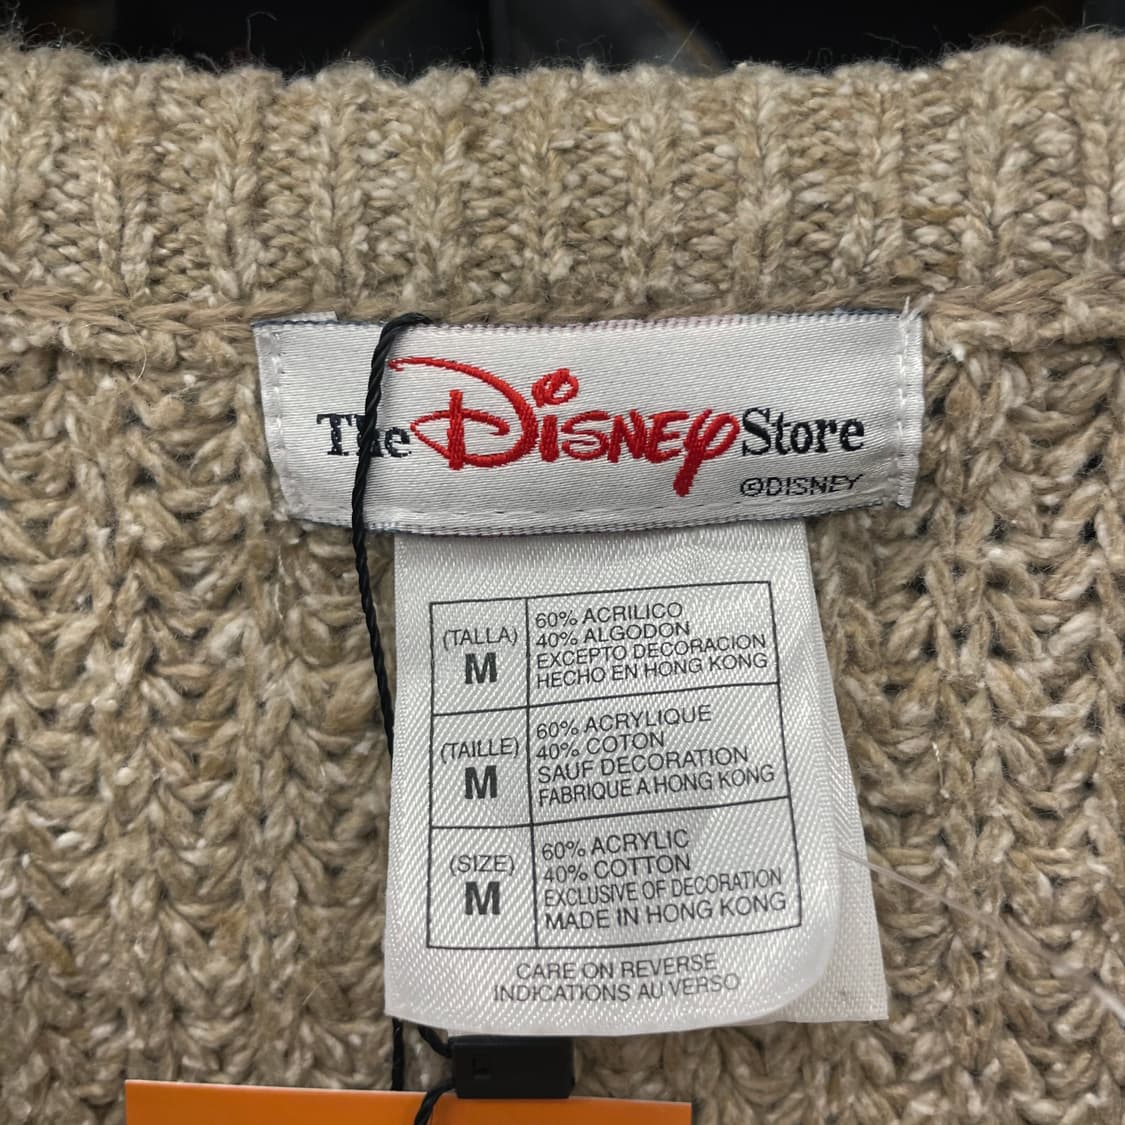 The Disney Store
©DISNEY
(TALLA)
M
60% ACRILICO
40% ALGODON
EXCEPTO DECORACION
HECHO EN HONG KONG
(TAILLE)
M
60% ACRYLIQUE
40% COTON
SAUF DECORATION
FABRIQUE A HONG KONG
(SIZE)
M
60% ACRYLIC
40% COTTON
EXCLUSIVE OF DECORATION
MADE IN HONG KONG
CARE ON REVERSE
INDICATIONS AU VERSO